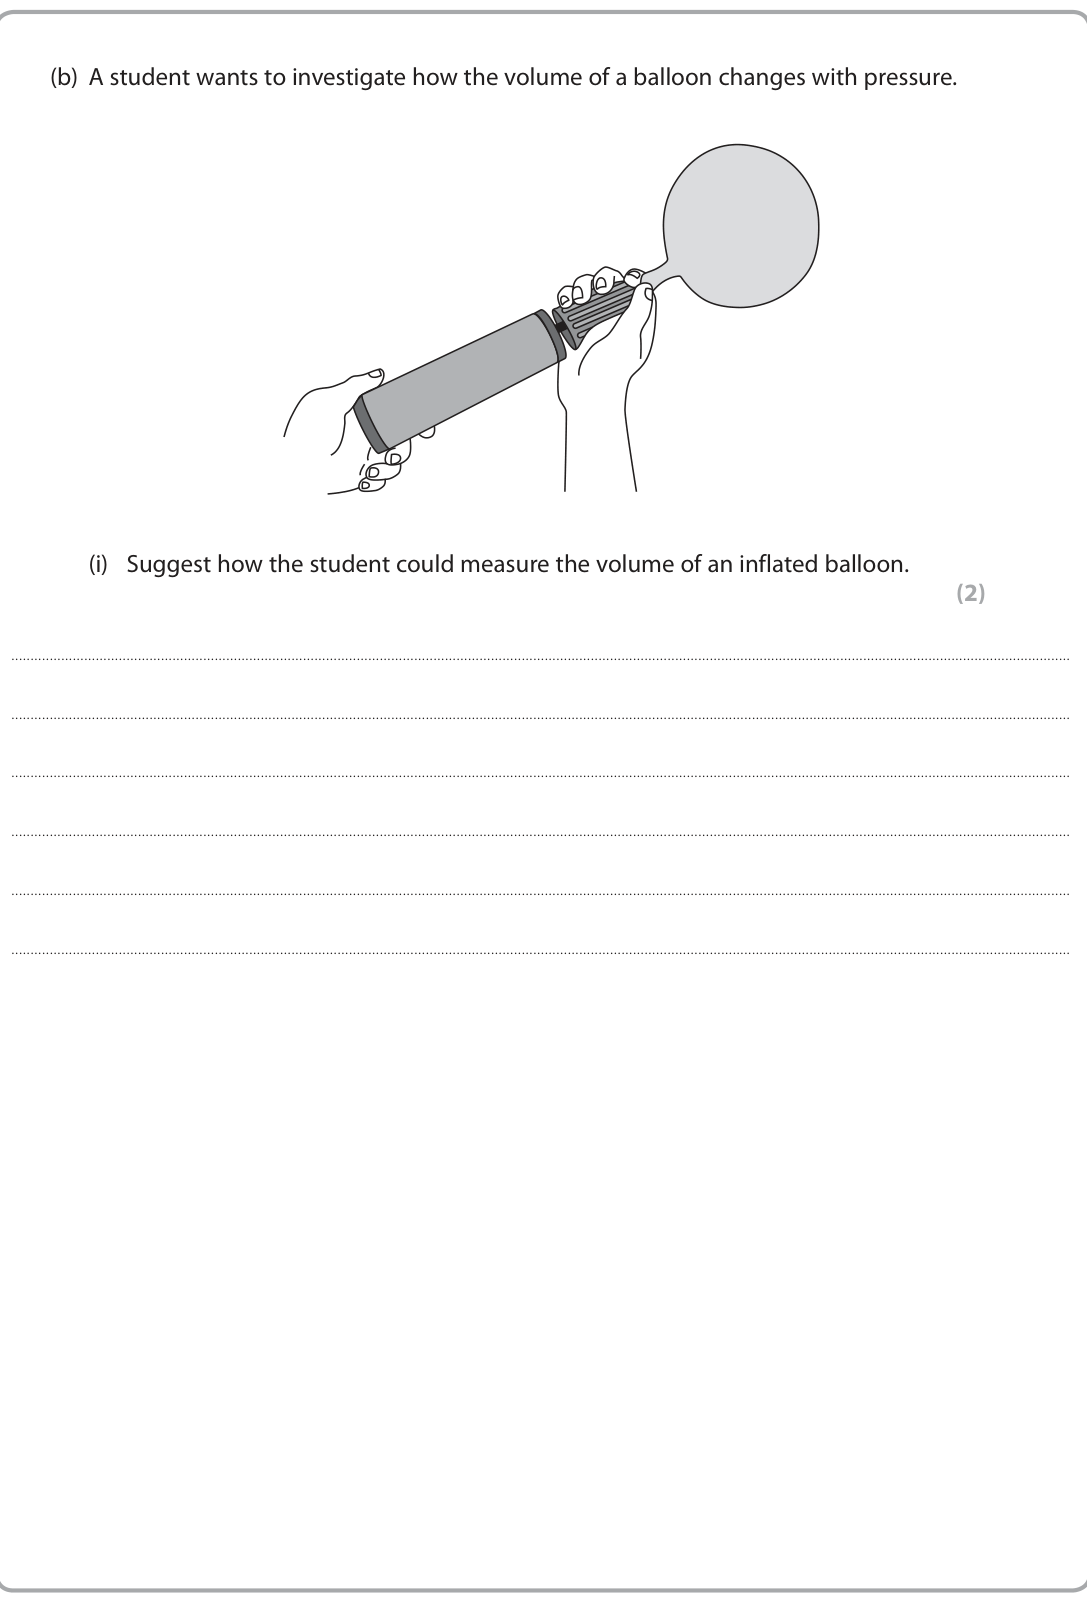 (b) A student wants to investigate how the volume of a balloon changes with pressure.
(i) Suggest how the student could measure the volume of an inflated balloon.
(2)